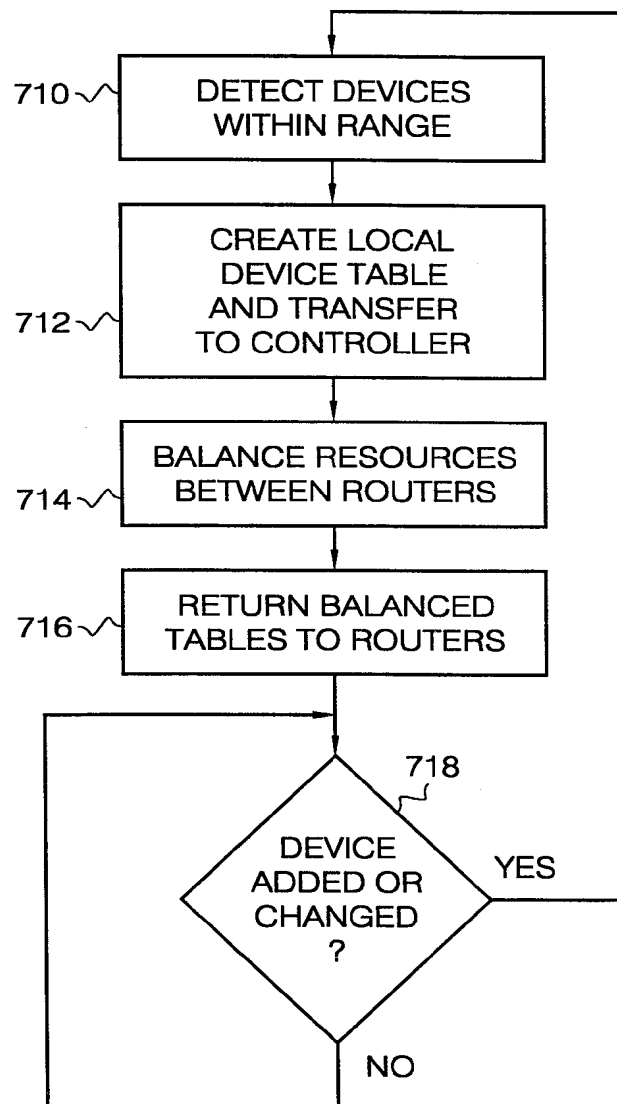 710
DETECT DEVICES
WITHIN RANGE
712
CREATE LOCAL
DEVICE TABLE
AND TRANSFER
TO CONTROLLER
714
BALANCE RESOURCES
BETWEEN ROUTERS
716
RETURN BALANCED
TABLES TO ROUTERS
718
DEVICE
ADDED OR
CHANGED
?
YES
NO